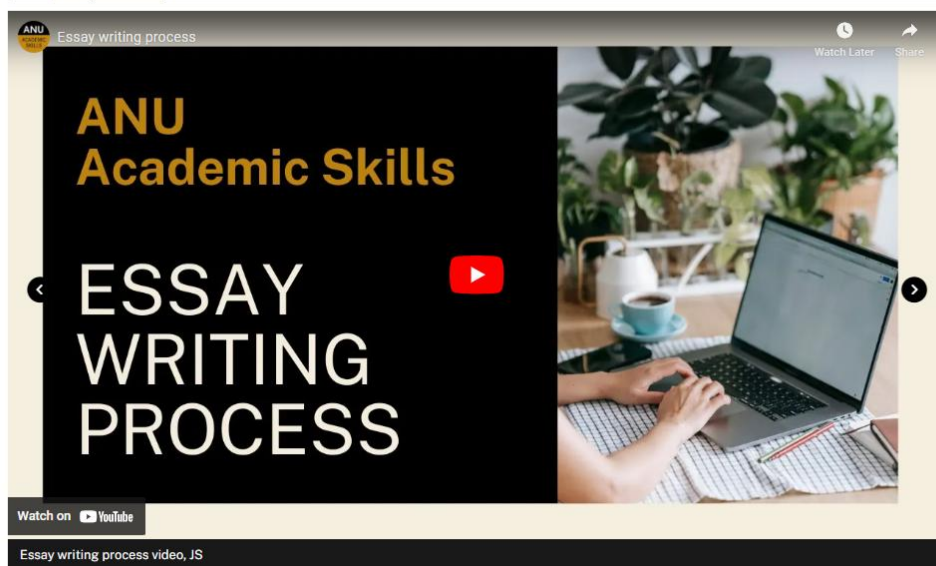 ANU
ACADEMIC
SKILLS
Essay writing process
Watch Later
Share
ANU
Academic Skills
ESSAY
WRITING
PROCESS
Watch on YouTube
Essay writing process video, JS